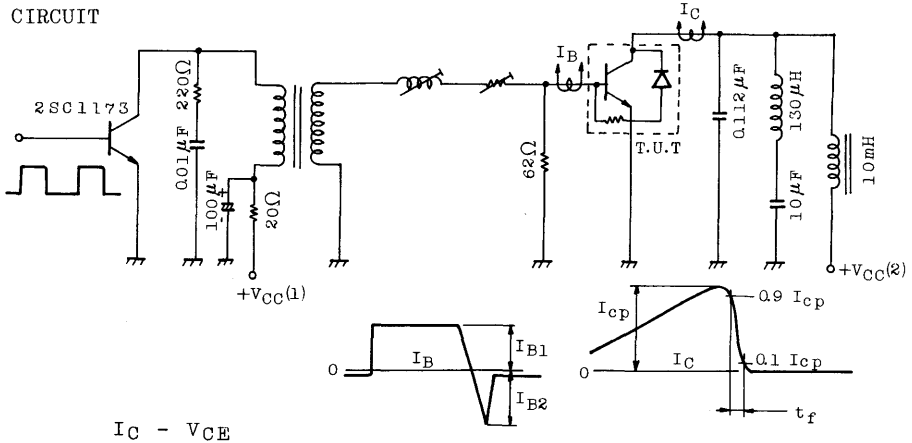 CIRCUIT
2SC1173
220Ω
0.01μF
100μF
+
-
20Ω
+VCC(1)
62Ω
IB
IC
T.U.T
0.112μF
130μH
10μF
10mH
+VCC(2)
0
IB
IB1
IB2
Icp
0.9 Icp
0.1 Icp
0
IC
tf
IC - VCE